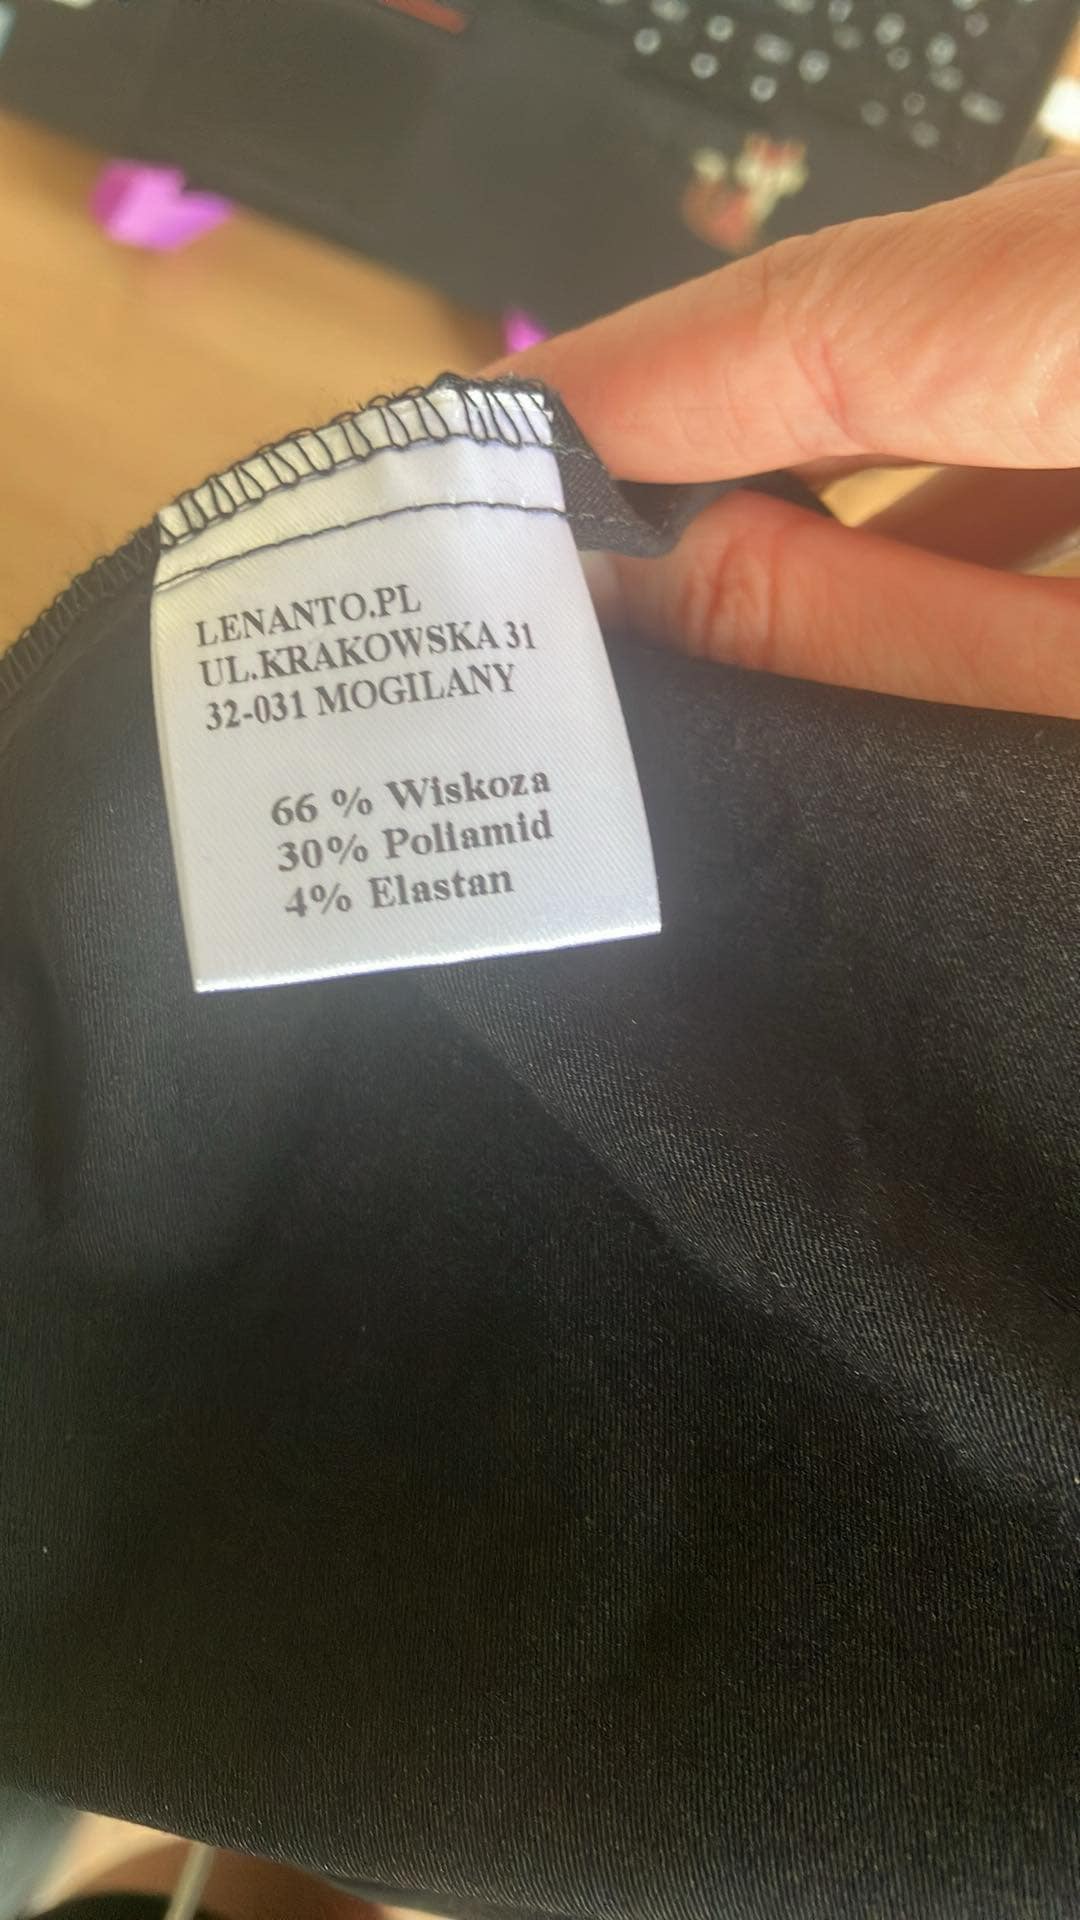 LENANTO.PL
UL.KRAKOWSKA 31
32-031 MOGILANY
66 % Wiskoza
30% Poliamid
4% Elastan